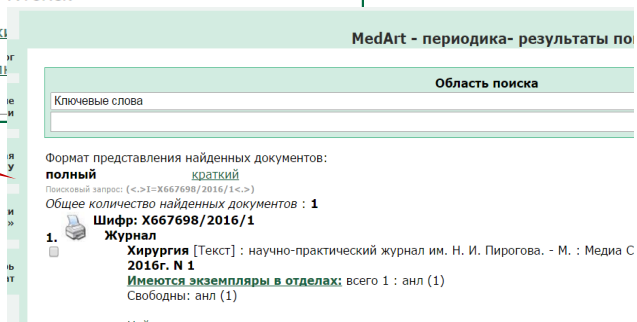 MedArt - периодика- результаты
Область поиска
Ключевые слова
Формат представления найденных документов:
полный краткий
Поисковый запрос: (<.>I=X667698/2016/1<.>)
Общее количество найденных документов : 1
Шифр: X667698/2016/1
1. Журнал
Хирургия [Текст] : научно-практический журнал им. Н. И. Пирогова. - М. : Медиа
2016г. N 1
Имеются экземпляры в отделах: всего 1 : анл (1)
Свободны: анл (1)